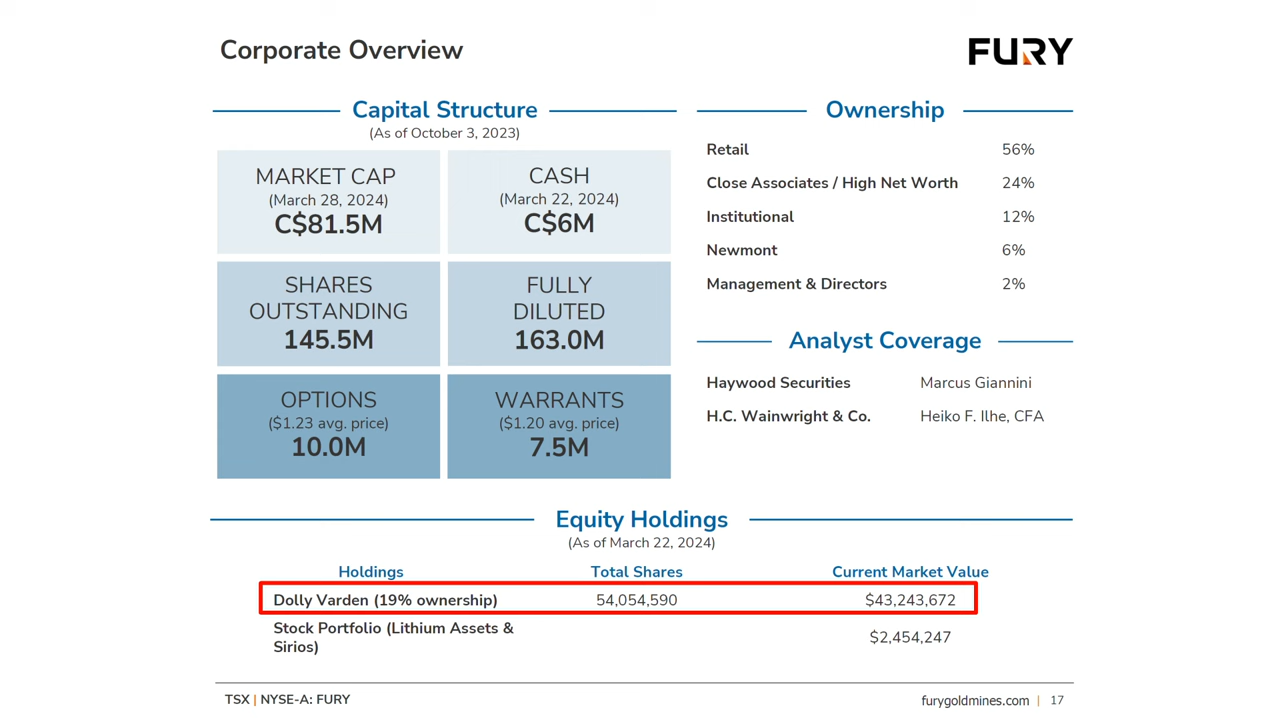 Corporate Overview
FURY
Capital Structure
(As of October 3, 2023)
MARKET CAP
(March 28, 2024)
C$81.5M
CASH
(March 22, 2024)
C$6M
SHARES
OUTSTANDING
145.5M
FULLY
DILUTED
163.0M
OPTIONS
($1.23 avg. price)
10.0M
WARRANTS
($1.20 avg. price)
7.5M
Ownership
Retail 56%
Close Associates / High Net Worth 24%
Institutional 12%
Newmont 6%
Management & Directors 2%
Analyst Coverage
Haywood Securities Marcus Giannini
H.C. Wainwright & Co. Heiko F. Ilhe, CFA
Equity Holdings
(As of March 22, 2024)
Holdings Total Shares Current Market Value
Dolly Varden (19% ownership) 54,054,590 $43,243,672
Stock Portfolio (Lithium Assets &
Sirios) $2,454,247
TSX | NYSE-A: FURY
furygoldmines.com | 17